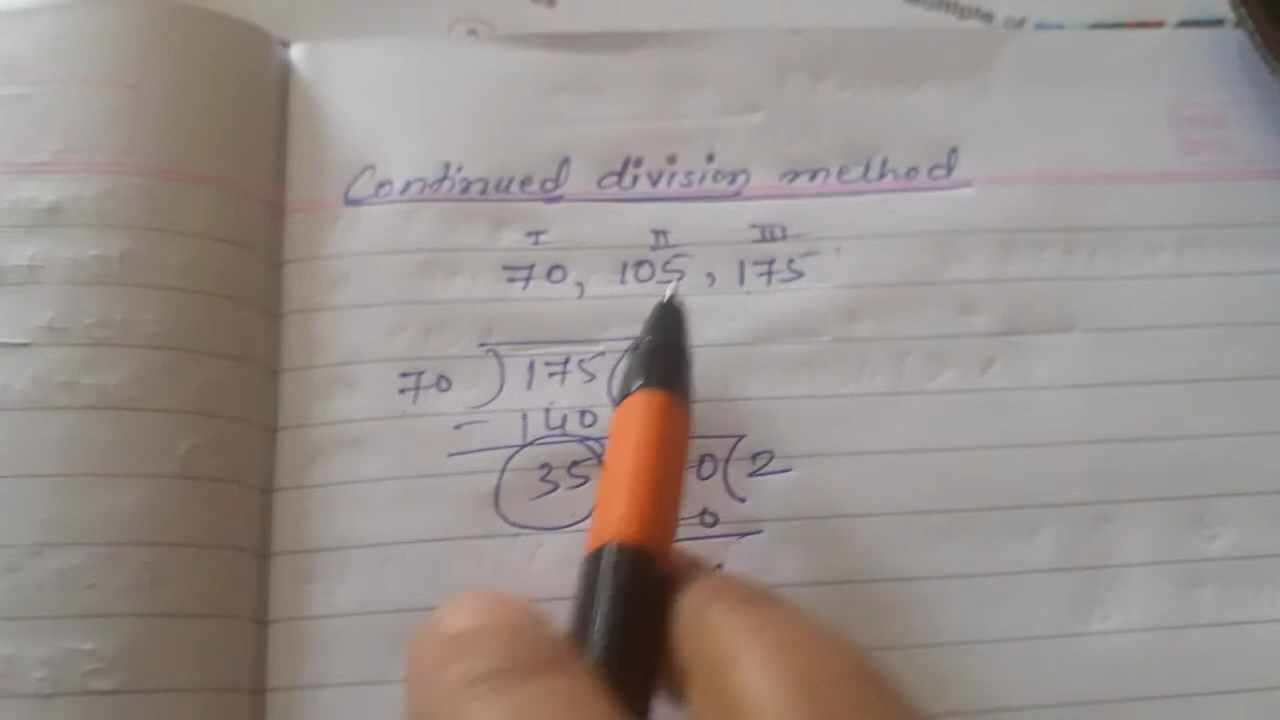 Continued division method
I II III
70, 105, 175
70 ) 175 (
- 140
35 0 ( 2
0